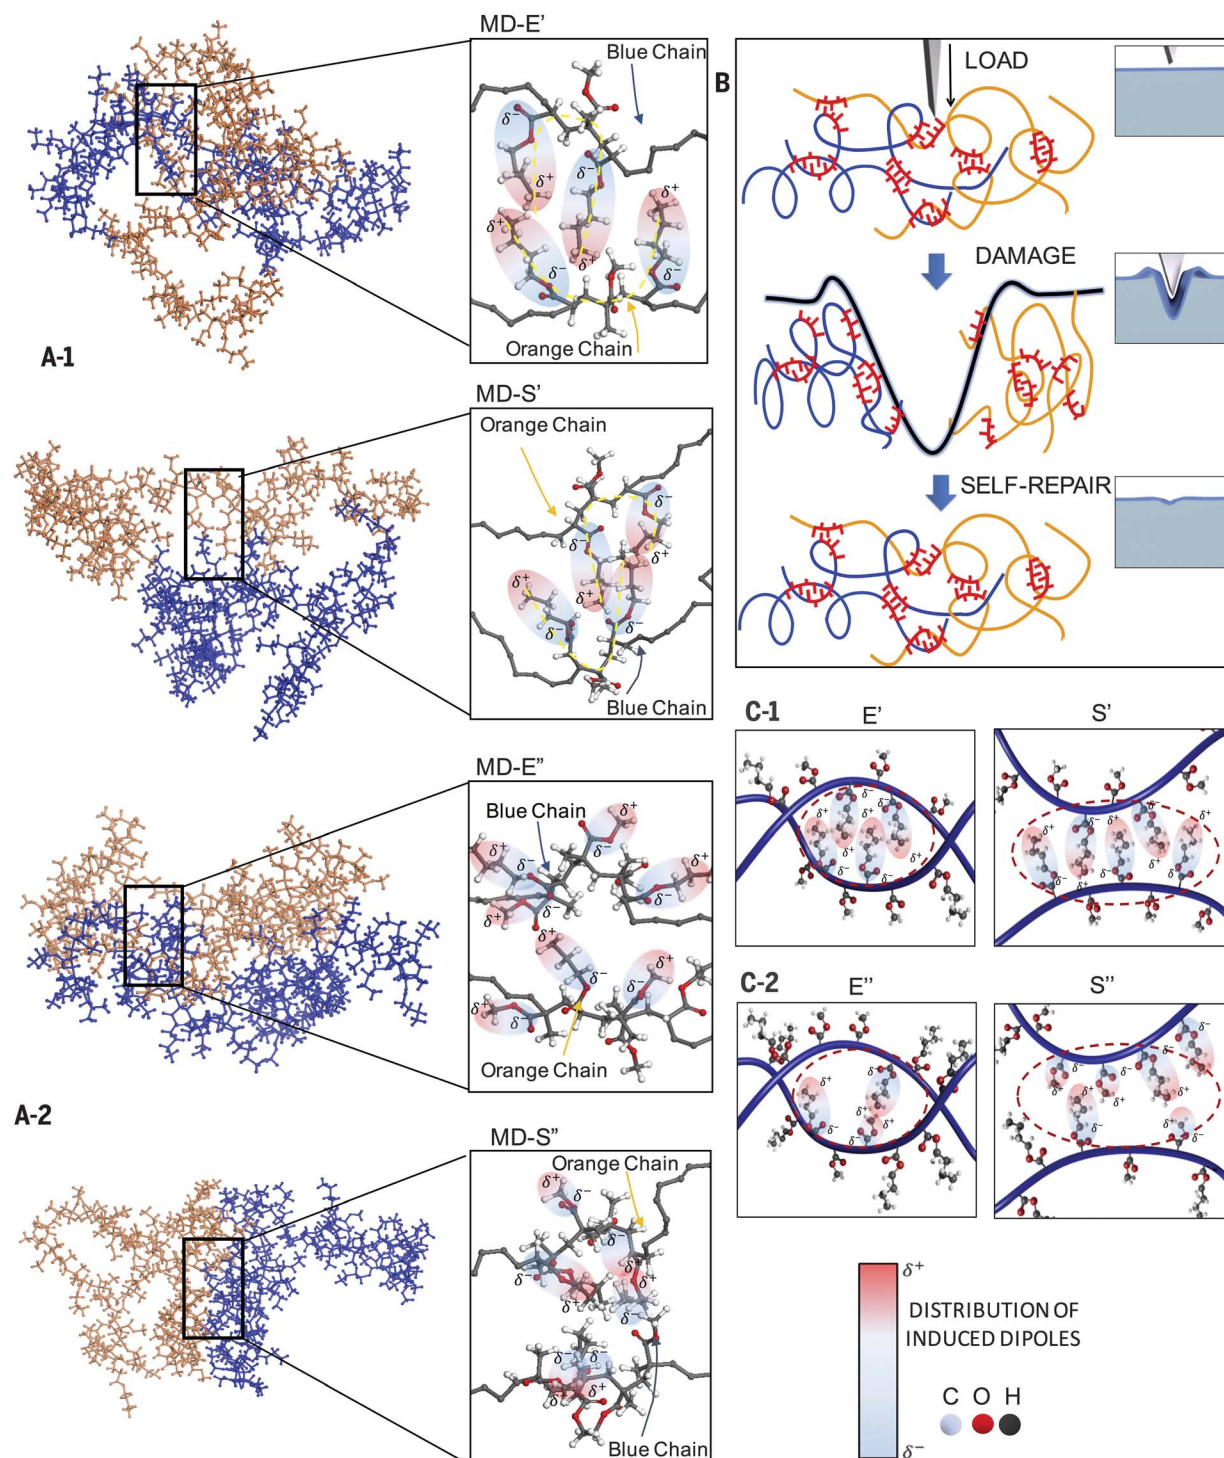 MD-E’
Blue Chain
δ−
δ+
δ−
δ+
δ+
δ+
δ−
δ−
Orange Chain
A-1
MD-S’
Orange Chain
δ−
δ−
δ+
δ+
δ+
δ−
δ−
Blue Chain
MD-E”
Blue Chain
δ+
δ+
δ−
δ−
δ+
δ−
δ−
δ+
δ+
δ+
δ−
δ−
δ+
δ−
Orange Chain
A-2
MD-S”
Orange Chain
δ+
δ−
δ−
δ−
δ+
δ+
δ+
δ−
δ−
δ−
δ+
δ+
Blue Chain
B
LOAD
DAMAGE
SELF-REPAIR
C-1
E’
S’
δ−
δ−
δ+
δ+
δ+
δ+
δ−
δ−
δ−
δ−
δ+
δ+
δ+
δ−
δ+
δ−
δ−
C-2
E”
S”
δ−
δ+
δ+
δ−
δ−
δ−
δ−
δ−
δ−
δ+
δ+
δ+
δ+
δ+
δ−
δ+
δ−
δ+
DISTRIBUTION OF
INDUCED DIPOLES
C O H
δ−